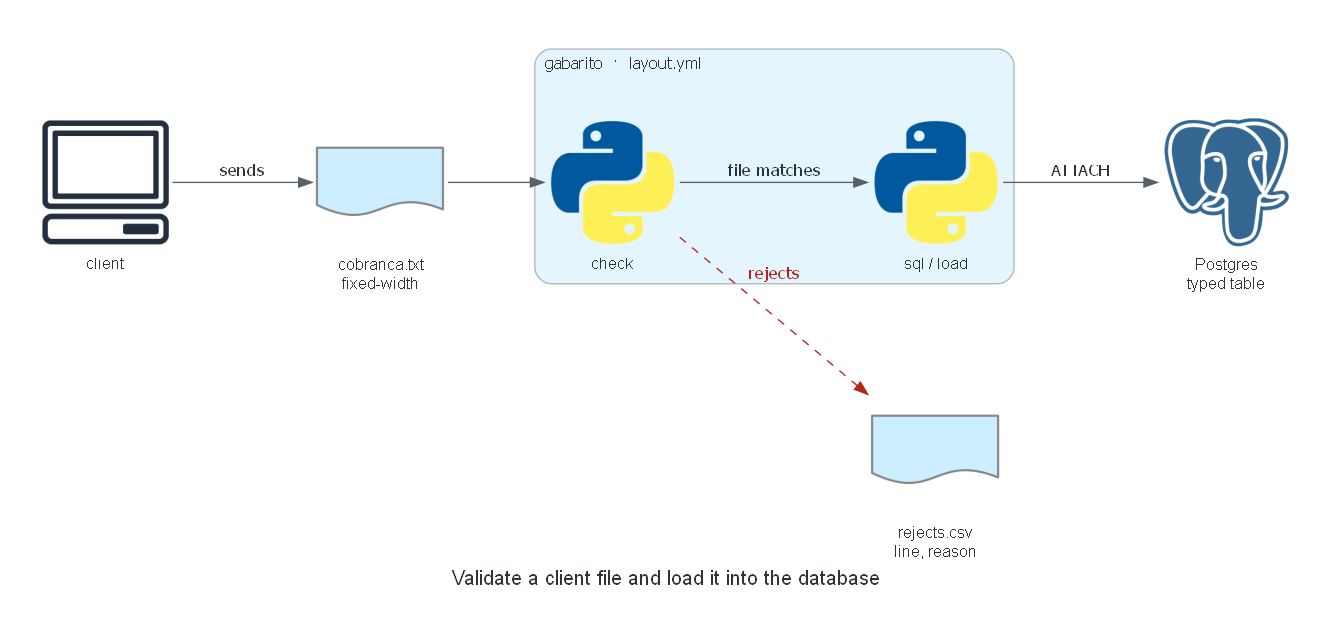 gabarito · layout.yml
sends
file matches
ATTACH
client
cobranca.txt
fixed-width
check
sql / load
Postgres
typed table
rejects
rejects.csv
line, reason
Validate a client file and load it into the database